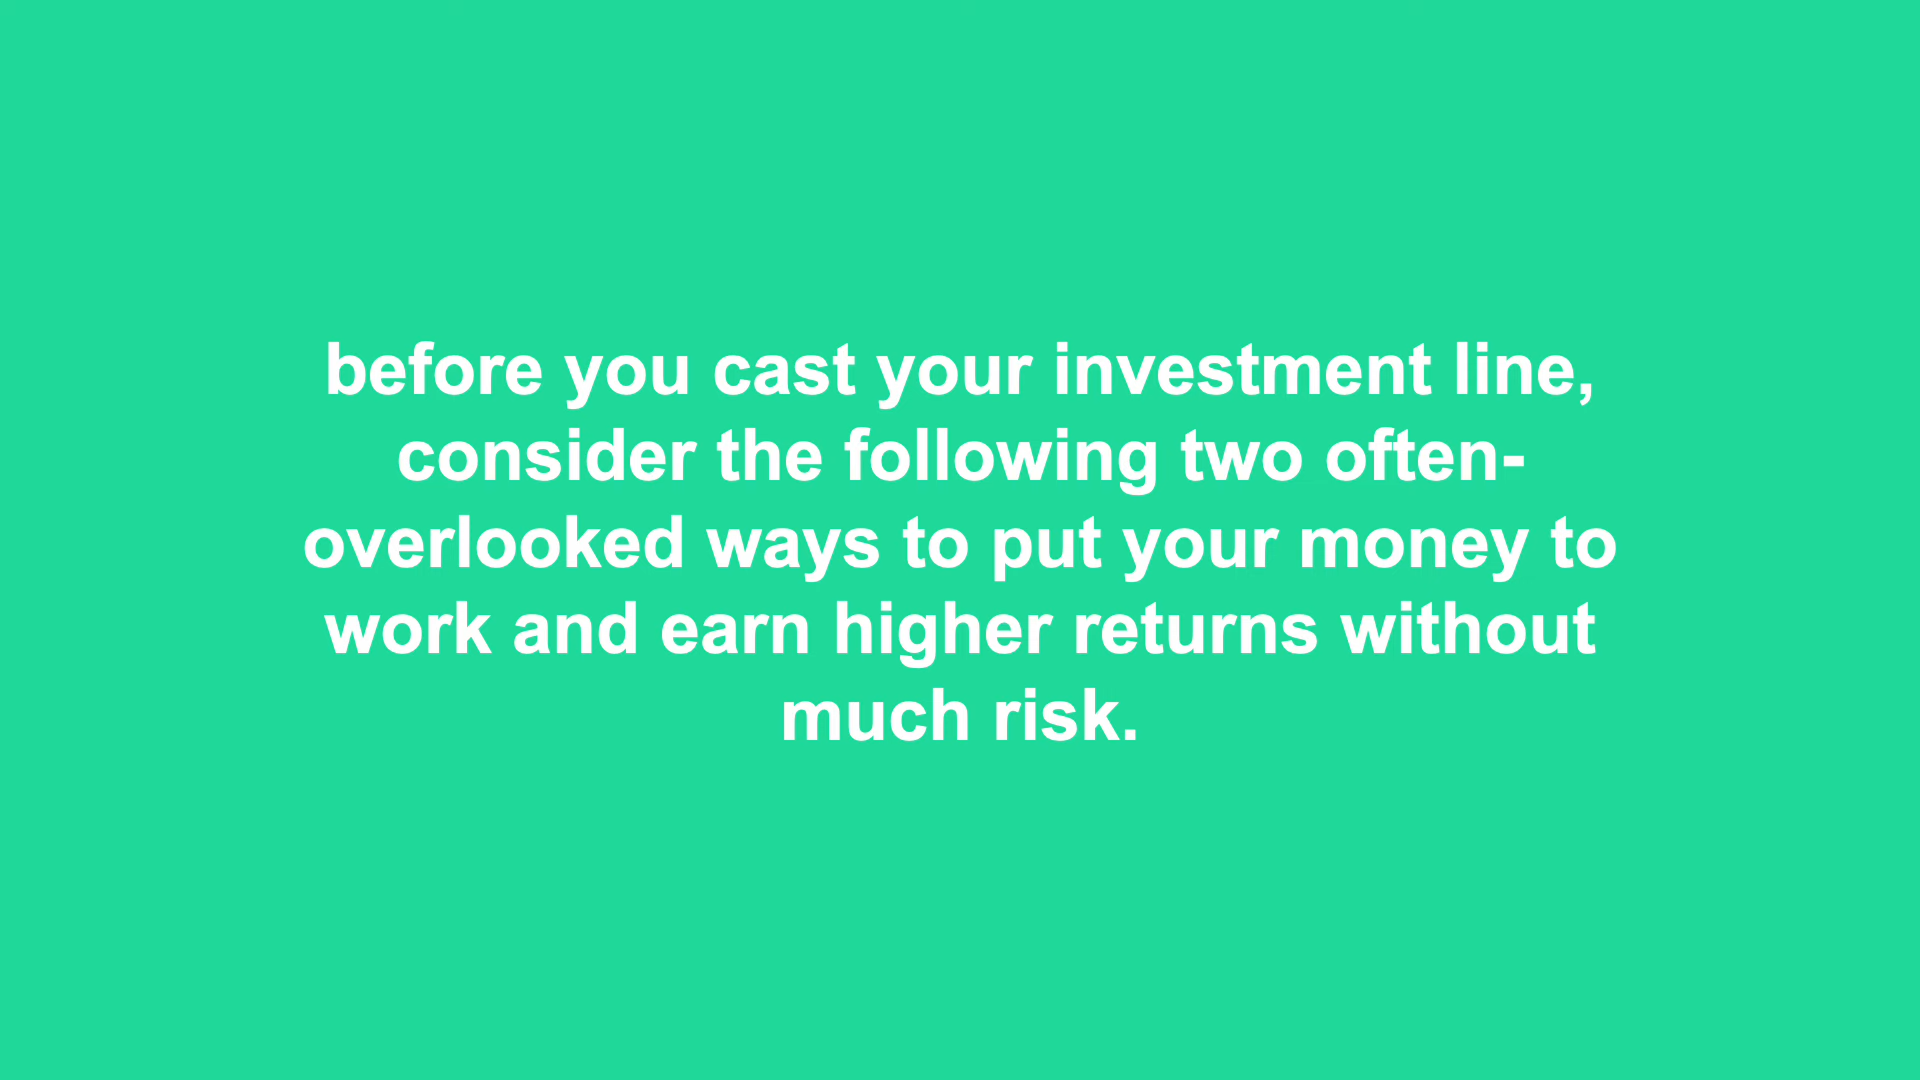 before you cast your investment line,
consider the following two often-
overlooked ways to put your money to
work and earn higher returns without
much risk.